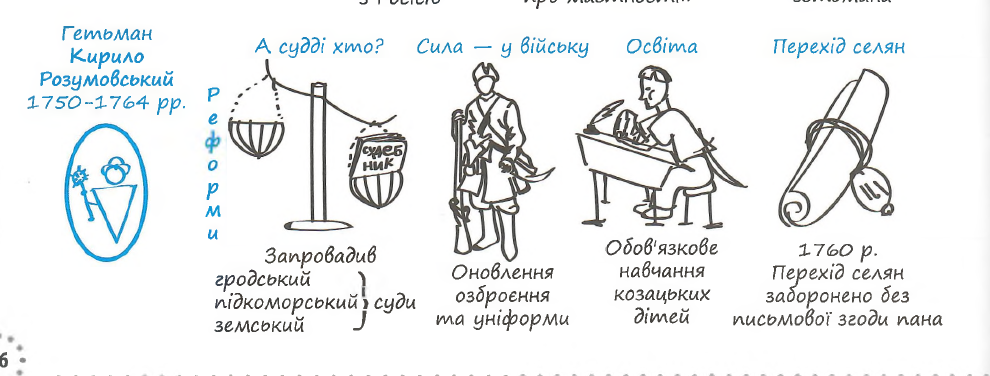 Гетьман
Кирило
Розумовський
1750–1764 рр.
Реформи
А судді хто?
судеб
ник
Запровадив
гродський
підкоморський
земський
суди
Сила — у війську
Оновлення
озброєння
та уніформи
Освіта
Обов'язкове
навчання
козацьких
дітей
Перехід селян
1760 р.
Перехід селян
заборонено без
письмової згоди пана
6